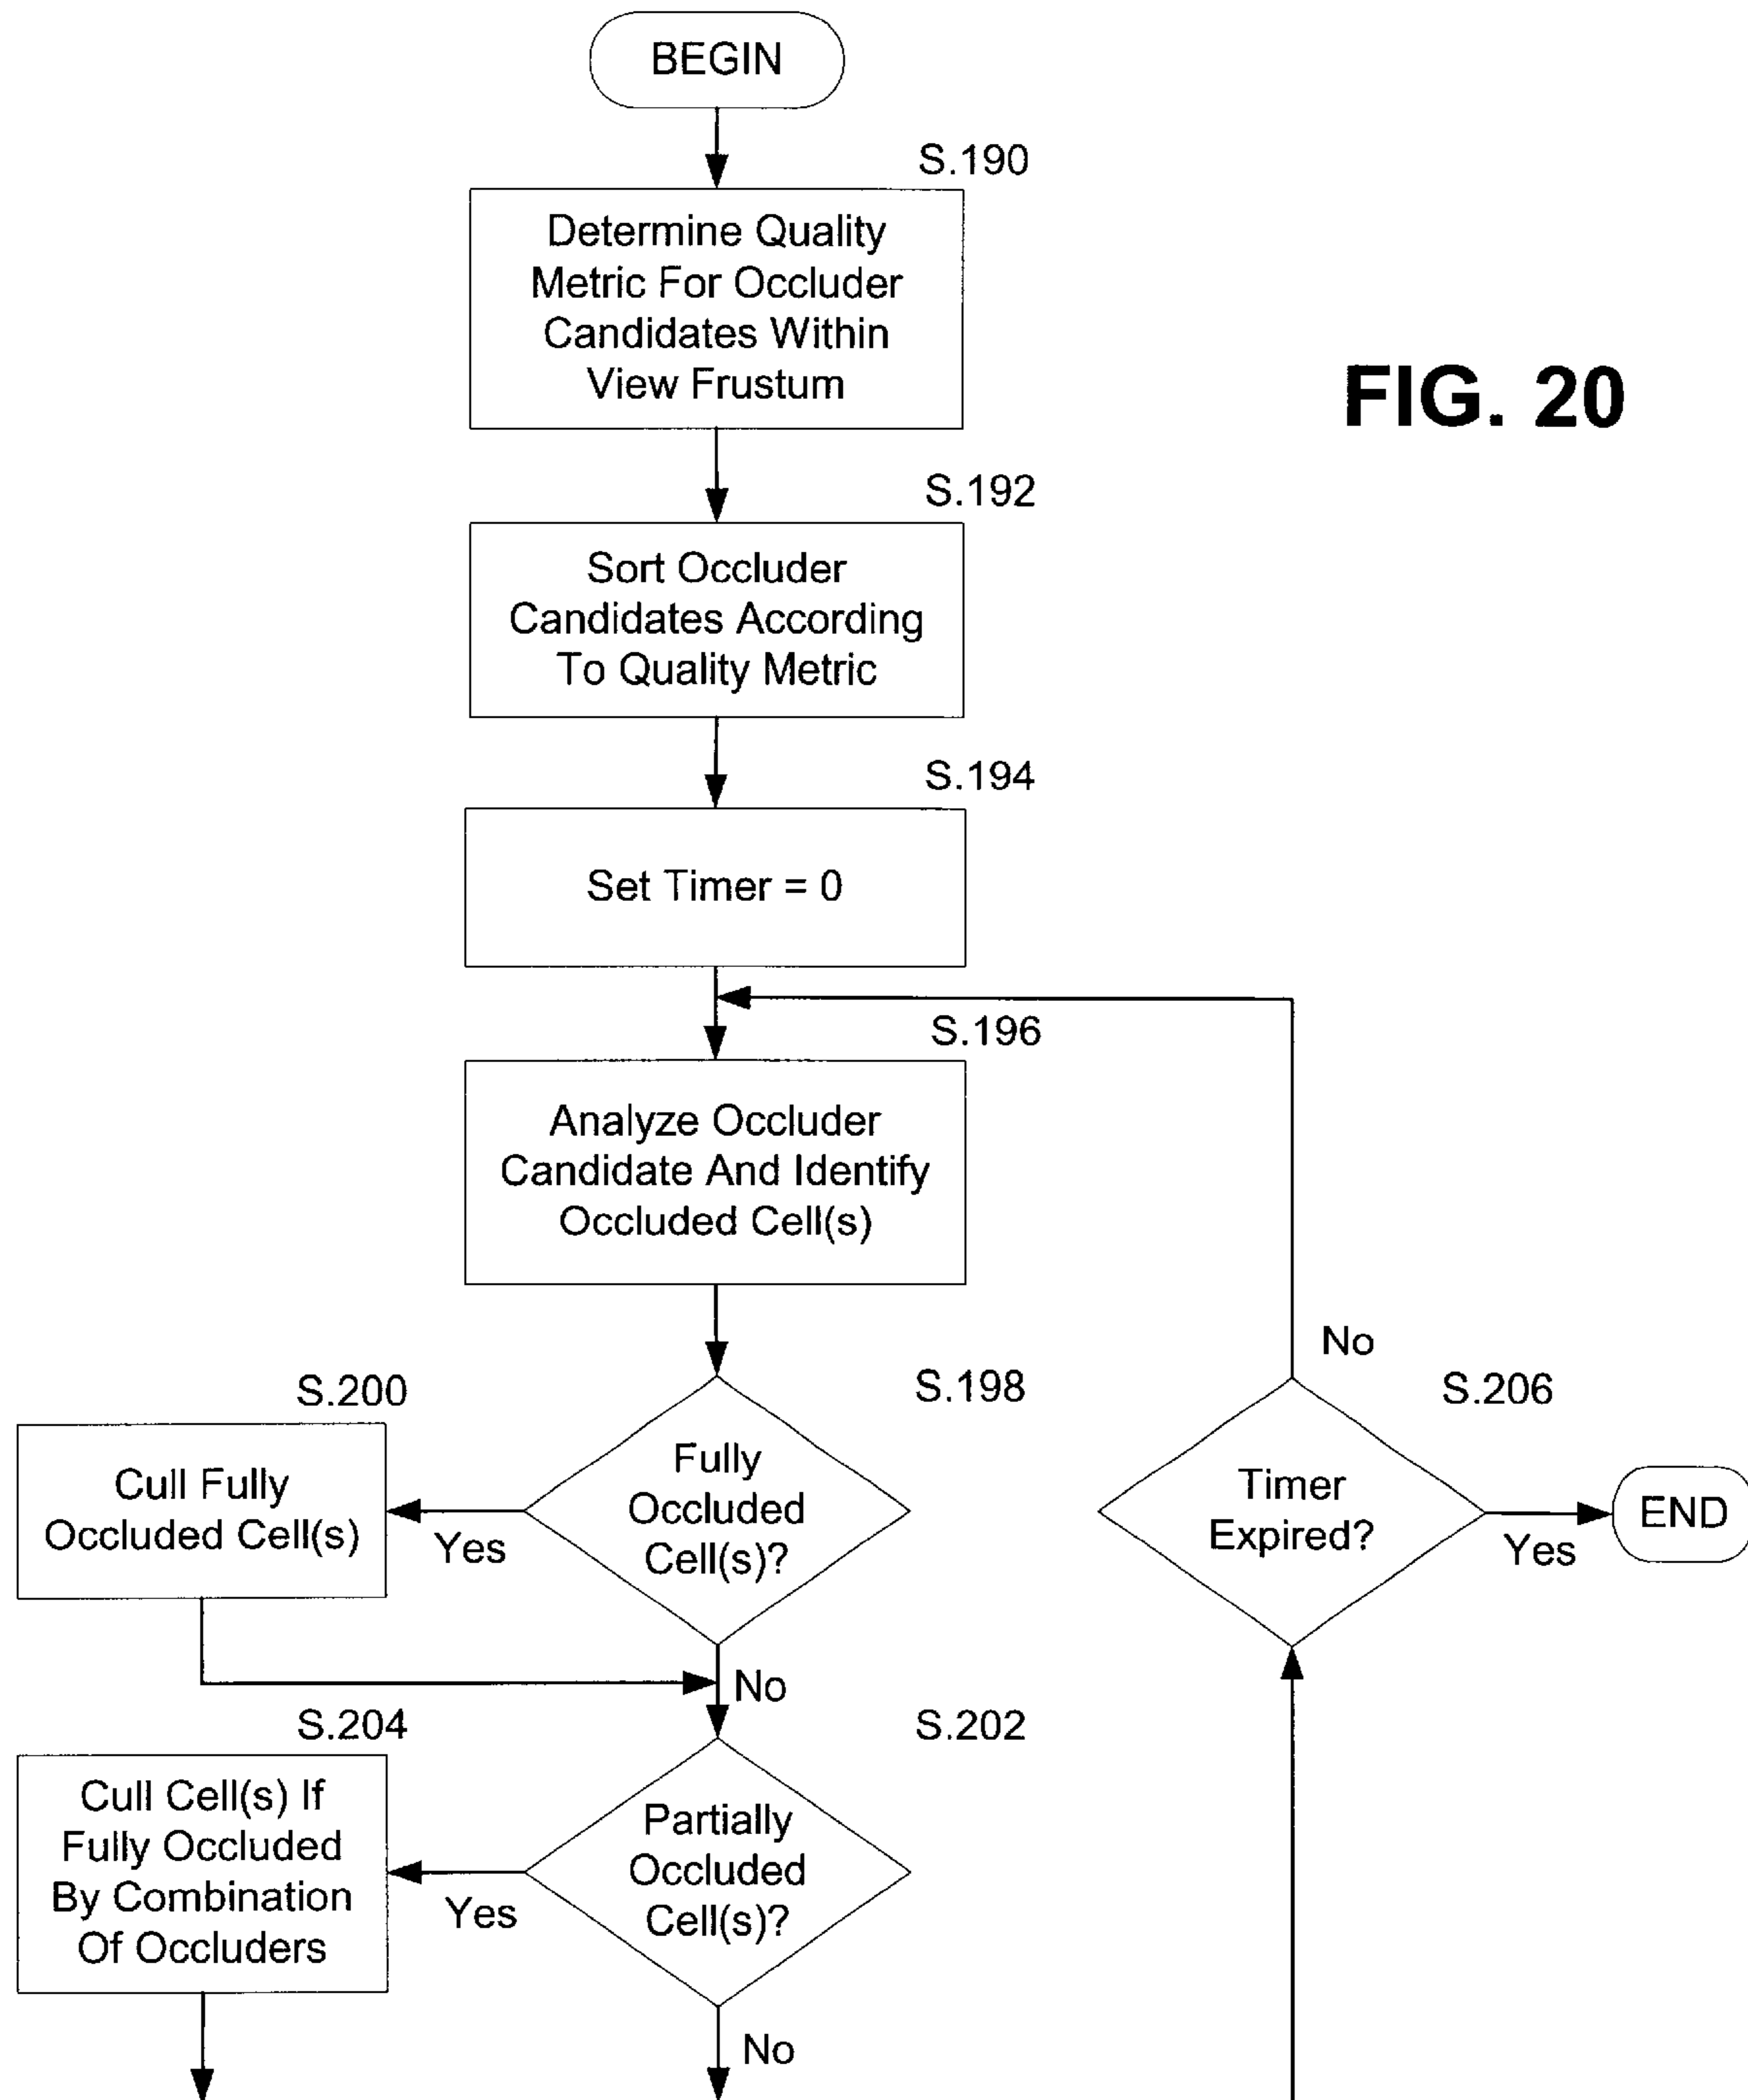 BEGIN
S.190
Determine Quality
Metric For Occluder
Candidates Within
View Frustum
FIG. 20
S.192
Sort Occluder
Candidates According
To Quality Metric
S.194
Set Timer = 0
S.196
Analyze Occluder
Candidate And Identify
Occluded Cell(s)
No
S.200
S.198
S.206
Cull Fully
Occluded Cell(s)
Yes
Fully
Occluded
Cell(s)?
Timer
Expired?
Yes
END
No
S.204
S.202
Cull Cell(s) If
Fully Occluded
By Combination
Of Occluders
Yes
Partially
Occluded
Cell(s)?
No